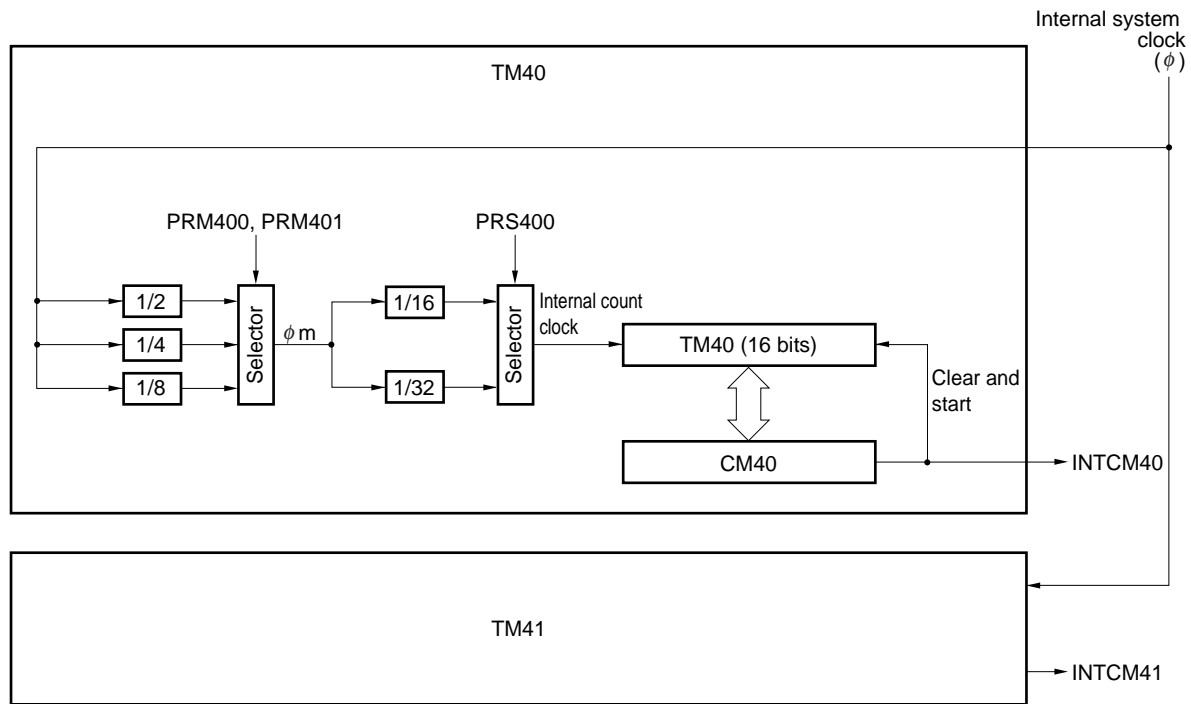 Internal system
clock
(φ)
TM40
PRM400, PRM401
PRS400
1/2
1/4
1/8
Selector
φm
1/16
1/32
Selector
Internal count
clock
TM40 (16 bits)
Clear and
start
CM40
INTCM40
TM41
INTCM41